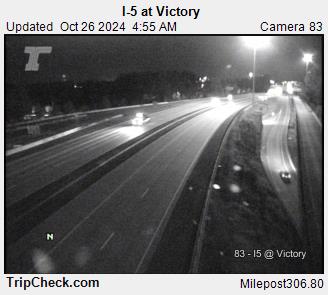 I-5 at Victory
Updated Oct 26 2024 4:55 AM Camera 83
T
N
83 - I5 @ Victory
TripCheck.com Milepost306.80